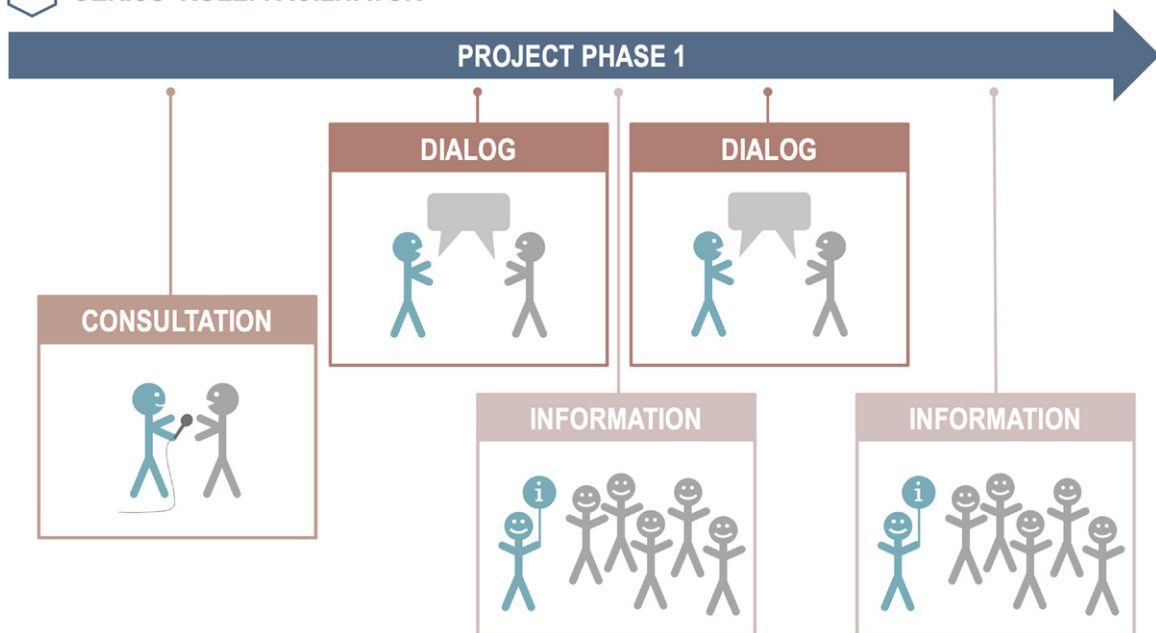 PROJECT PHASE 1
DIALOG
DIALOG
CONSULTATION
INFORMATION
INFORMATION
i
i